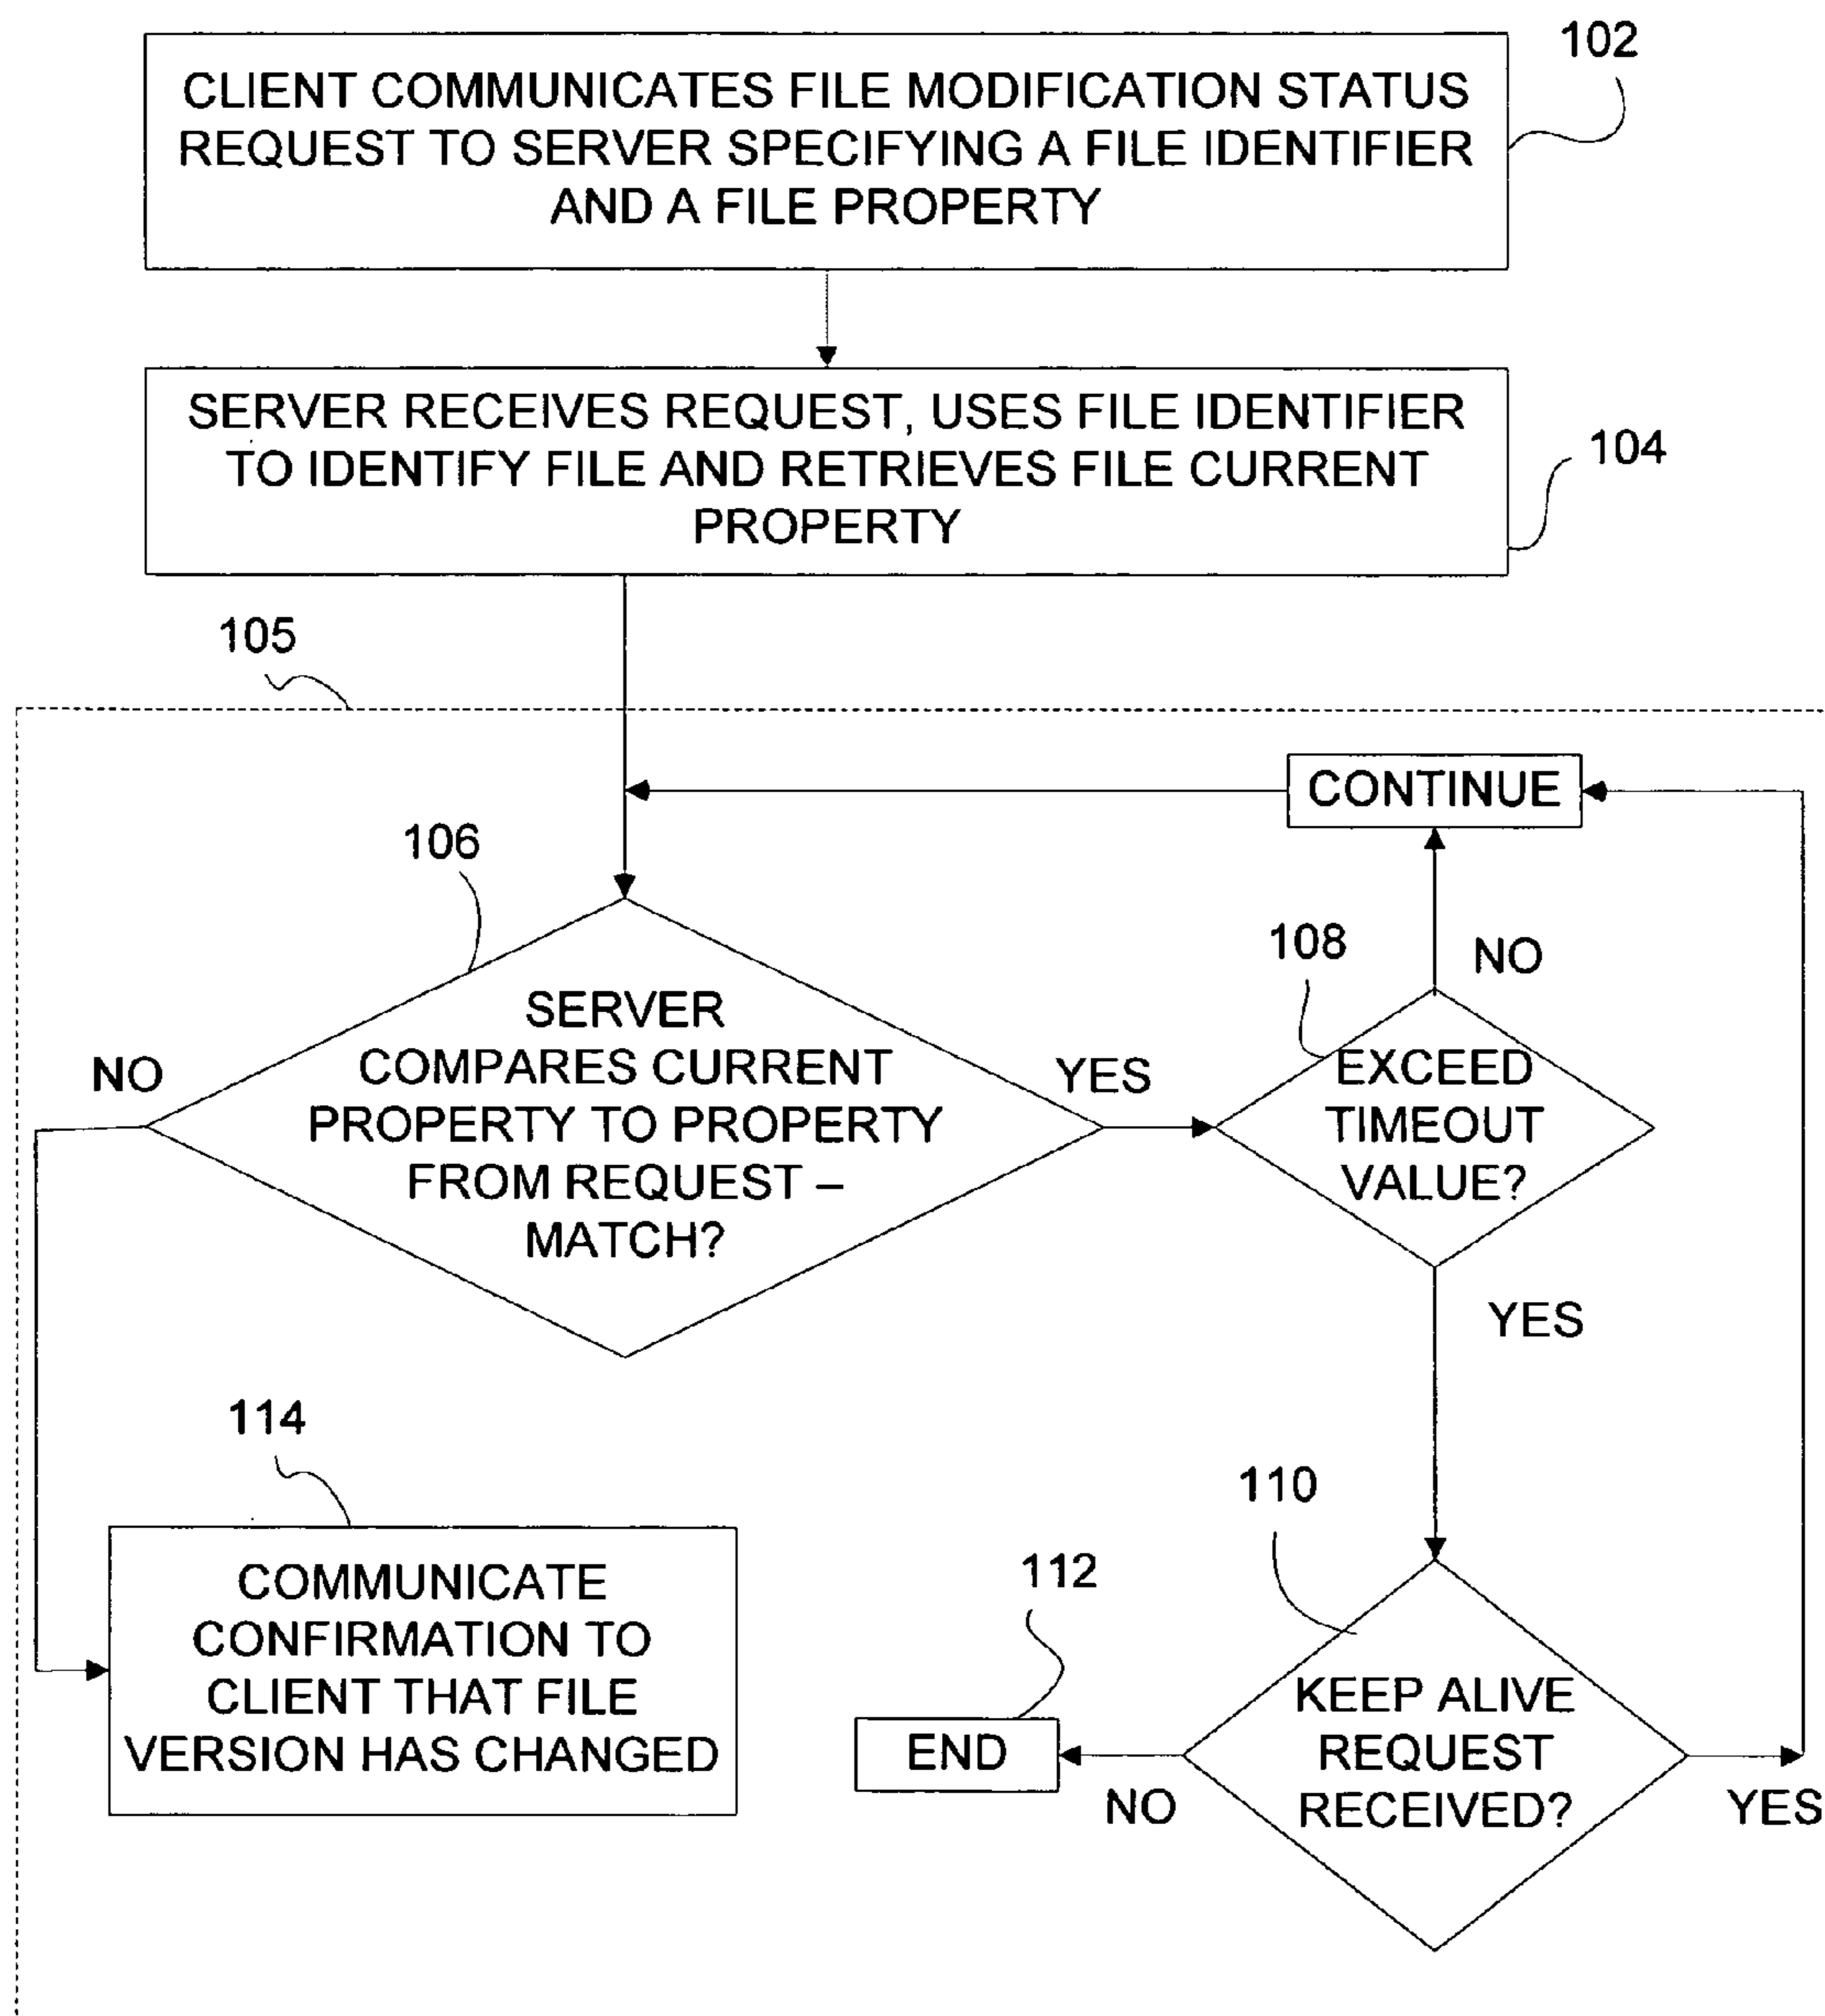 102
CLIENT COMMUNICATES FILE MODIFICATION STATUS
REQUEST TO SERVER SPECIFYING A FILE IDENTIFIER
AND A FILE PROPERTY
SERVER RECEIVES REQUEST, USES FILE IDENTIFIER
TO IDENTIFY FILE AND RETRIEVES FILE CURRENT
PROPERTY
104
105
CONTINUE
106
108
NO
SERVER
COMPARES CURRENT
PROPERTY TO PROPERTY
FROM REQUEST –
MATCH?
NO
YES
EXCEED
TIMEOUT
VALUE?
YES
114
COMMUNICATE
CONFIRMATION TO
CLIENT THAT FILE
VERSION HAS CHANGED
110
112
END
NO
KEEP ALIVE
REQUEST
RECEIVED?
YES